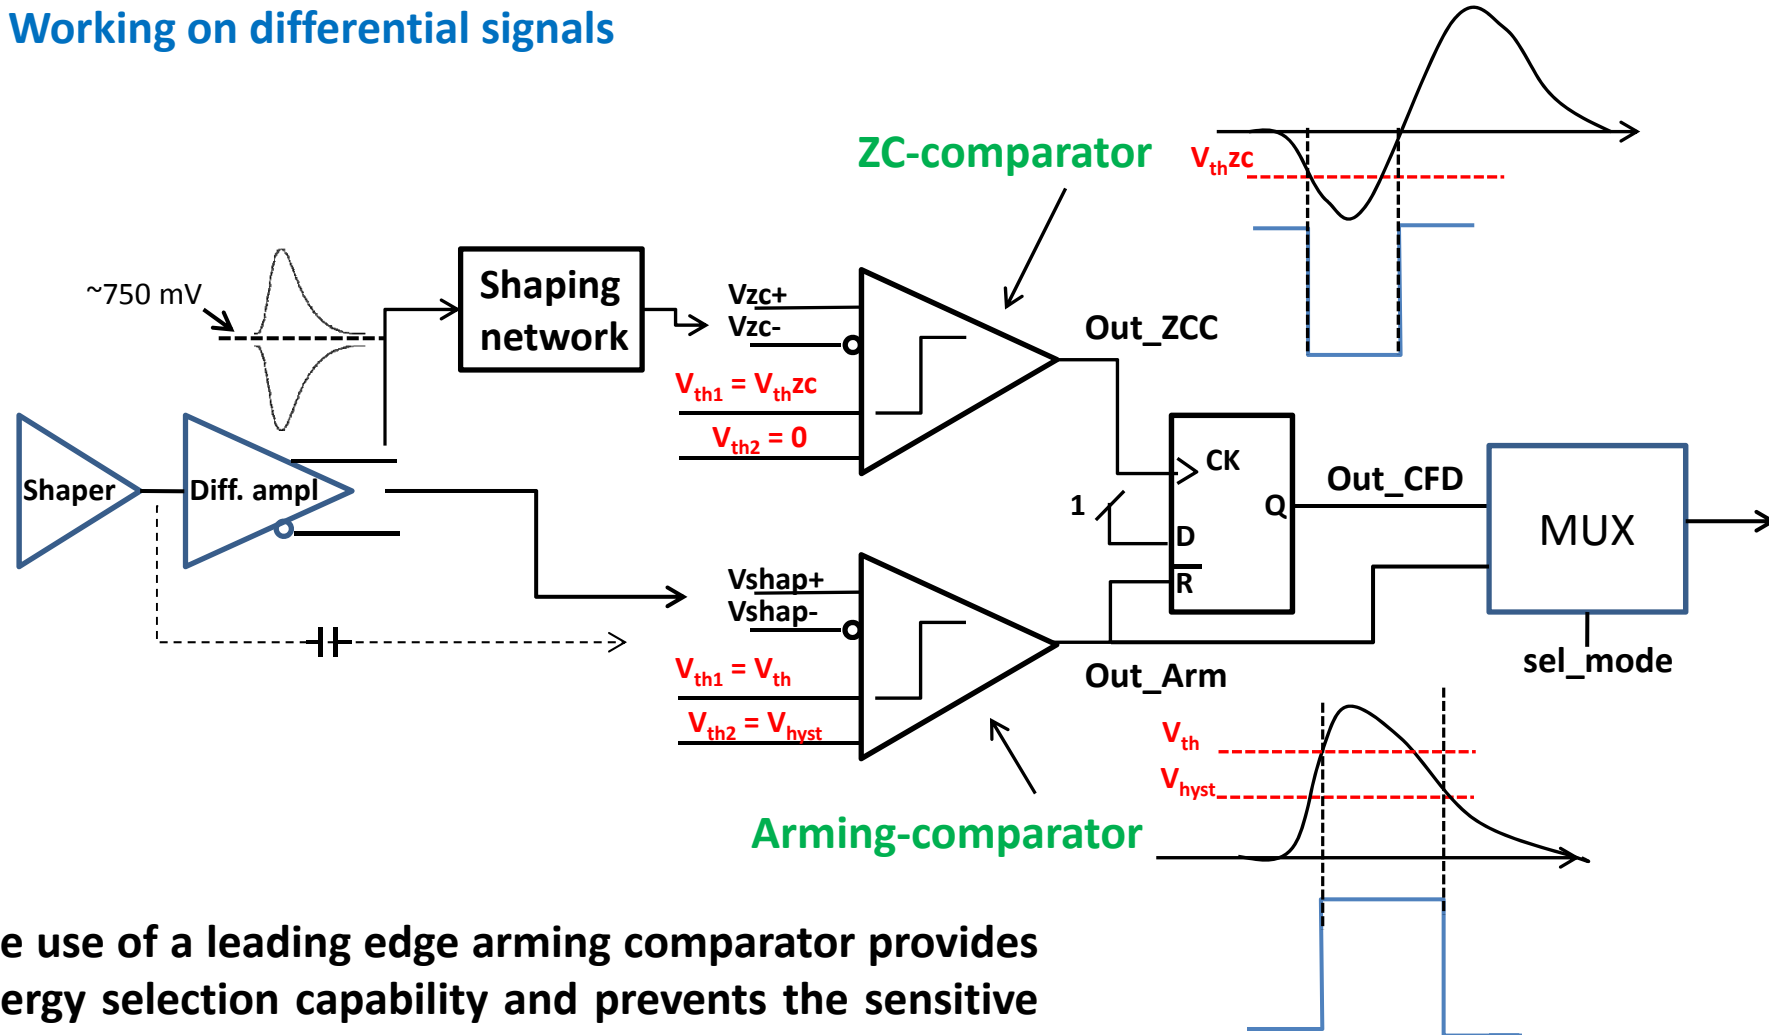 Working on differential signals
ZC-comparator
Vthzc
~750 mV
Shaping
network
Vzc+
Vzc-
Out_ZCC
Vth1 = Vthzc
Vth2 = 0
Shaper
Diff. ampl
CK
1
Q
D
R
Out_CFD
MUX
sel_mode
Vshap+
Vshap-
Vth1 = Vth
Vth2 = Vhyst
Out_Arm
Vth
Vhyst
Arming-comparator
e use of a leading edge arming comparator provides
ergy selection capability and prevents the sensitive